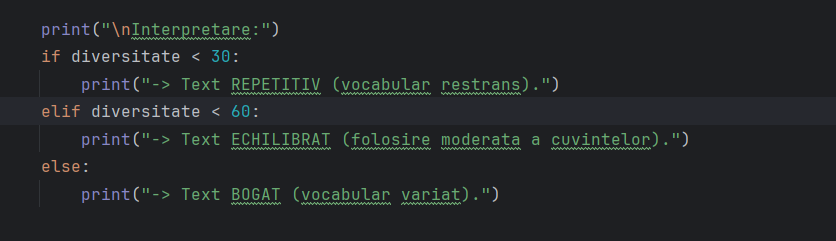 print("\nInterpretare:")
if diversitate < 30:
    print("-> Text REPETITIV (vocabular restrans).")
elif diversitate < 60:
    print("-> Text ECHILIBRAT (folosire moderata a cuvintelor).")
else:
    print("-> Text BOGAT (vocabular variat).")